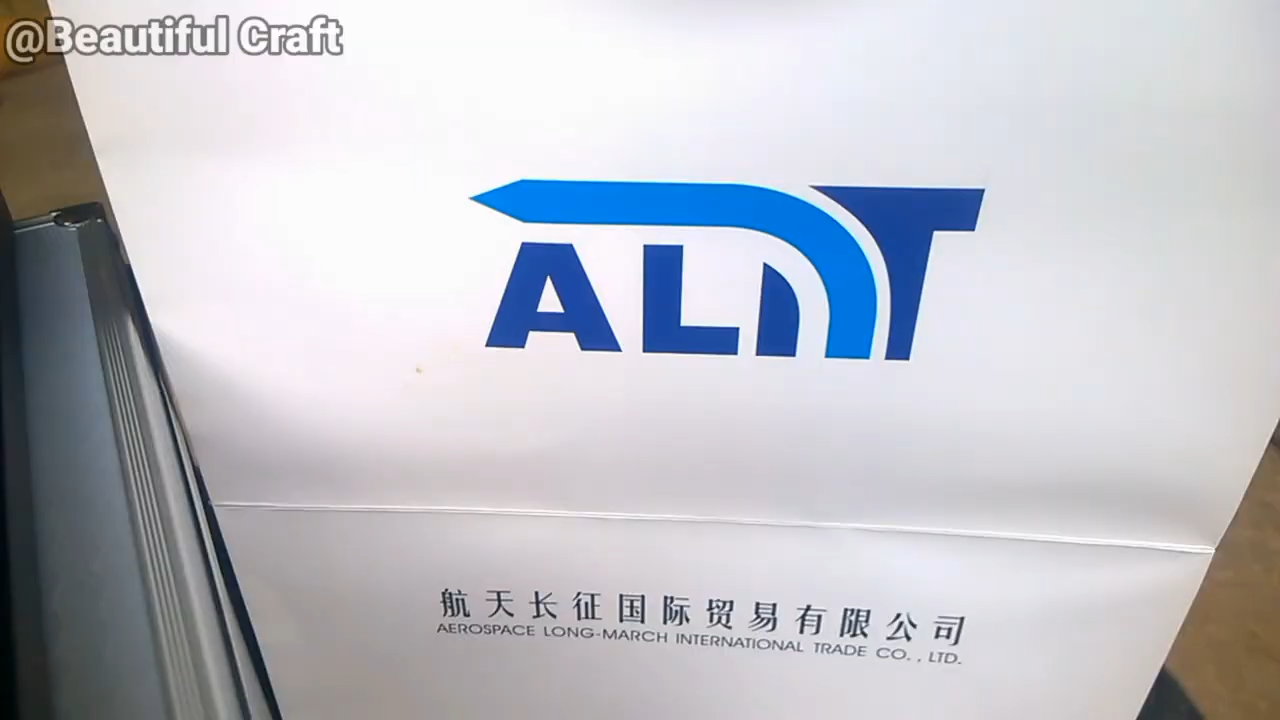 @Beautiful Craft
ALIT
航天长征国际贸易有限公司
AEROSPACE LONG-MARCH INTERNATIONAL TRADE CO., LTD.